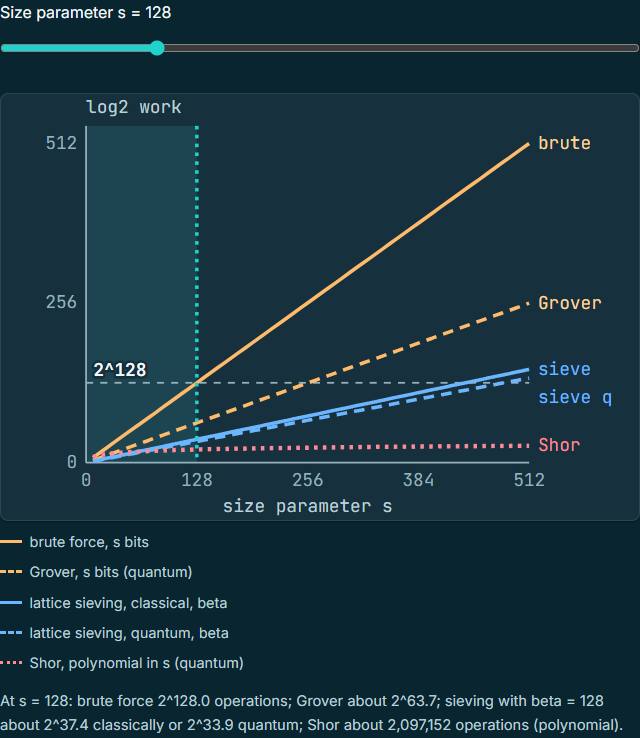 Size parameter s = 128
log2 work
512
brute
256
Grover
2^128
sieve
sieve q
Shor
0
0 128 256 384 512
size parameter s
brute force, s bits
Grover, s bits (quantum)
lattice sieving, classical, beta
lattice sieving, quantum, beta
Shor, polynomial in s (quantum)
At s = 128: brute force 2^128.0 operations; Grover about 2^63.7; sieving with beta = 128
about 2^37.4 classically or 2^33.9 quantum; Shor about 2,097,152 operations (polynomial).